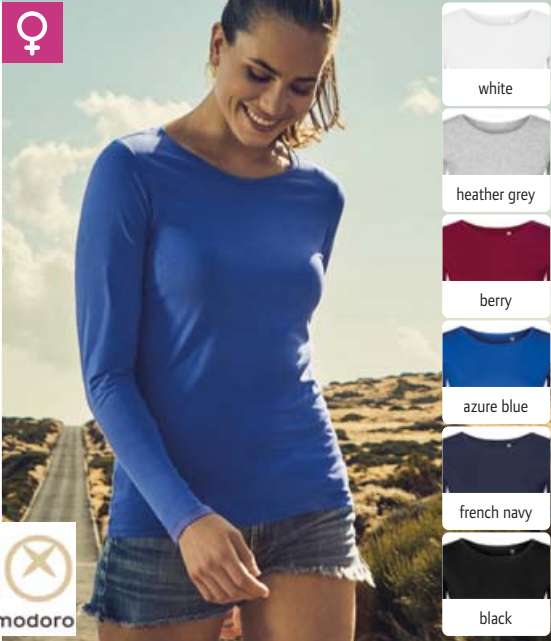 white
heather grey
berry
azure blue
french navy
black
modoro